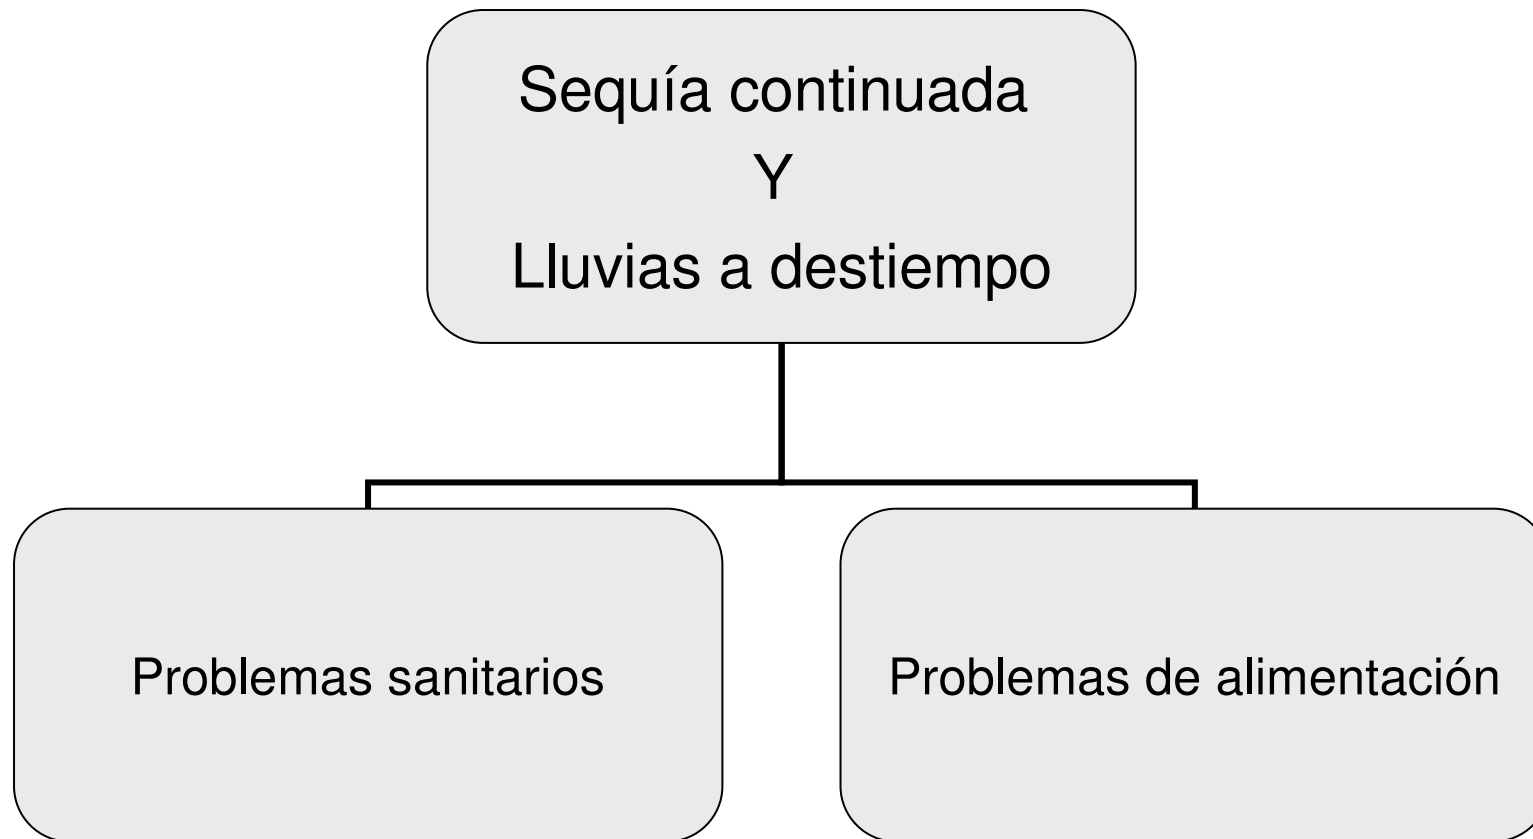 Sequía continuada
Y
Lluvias a destiempo
Problemas sanitarios
Problemas de alimentación